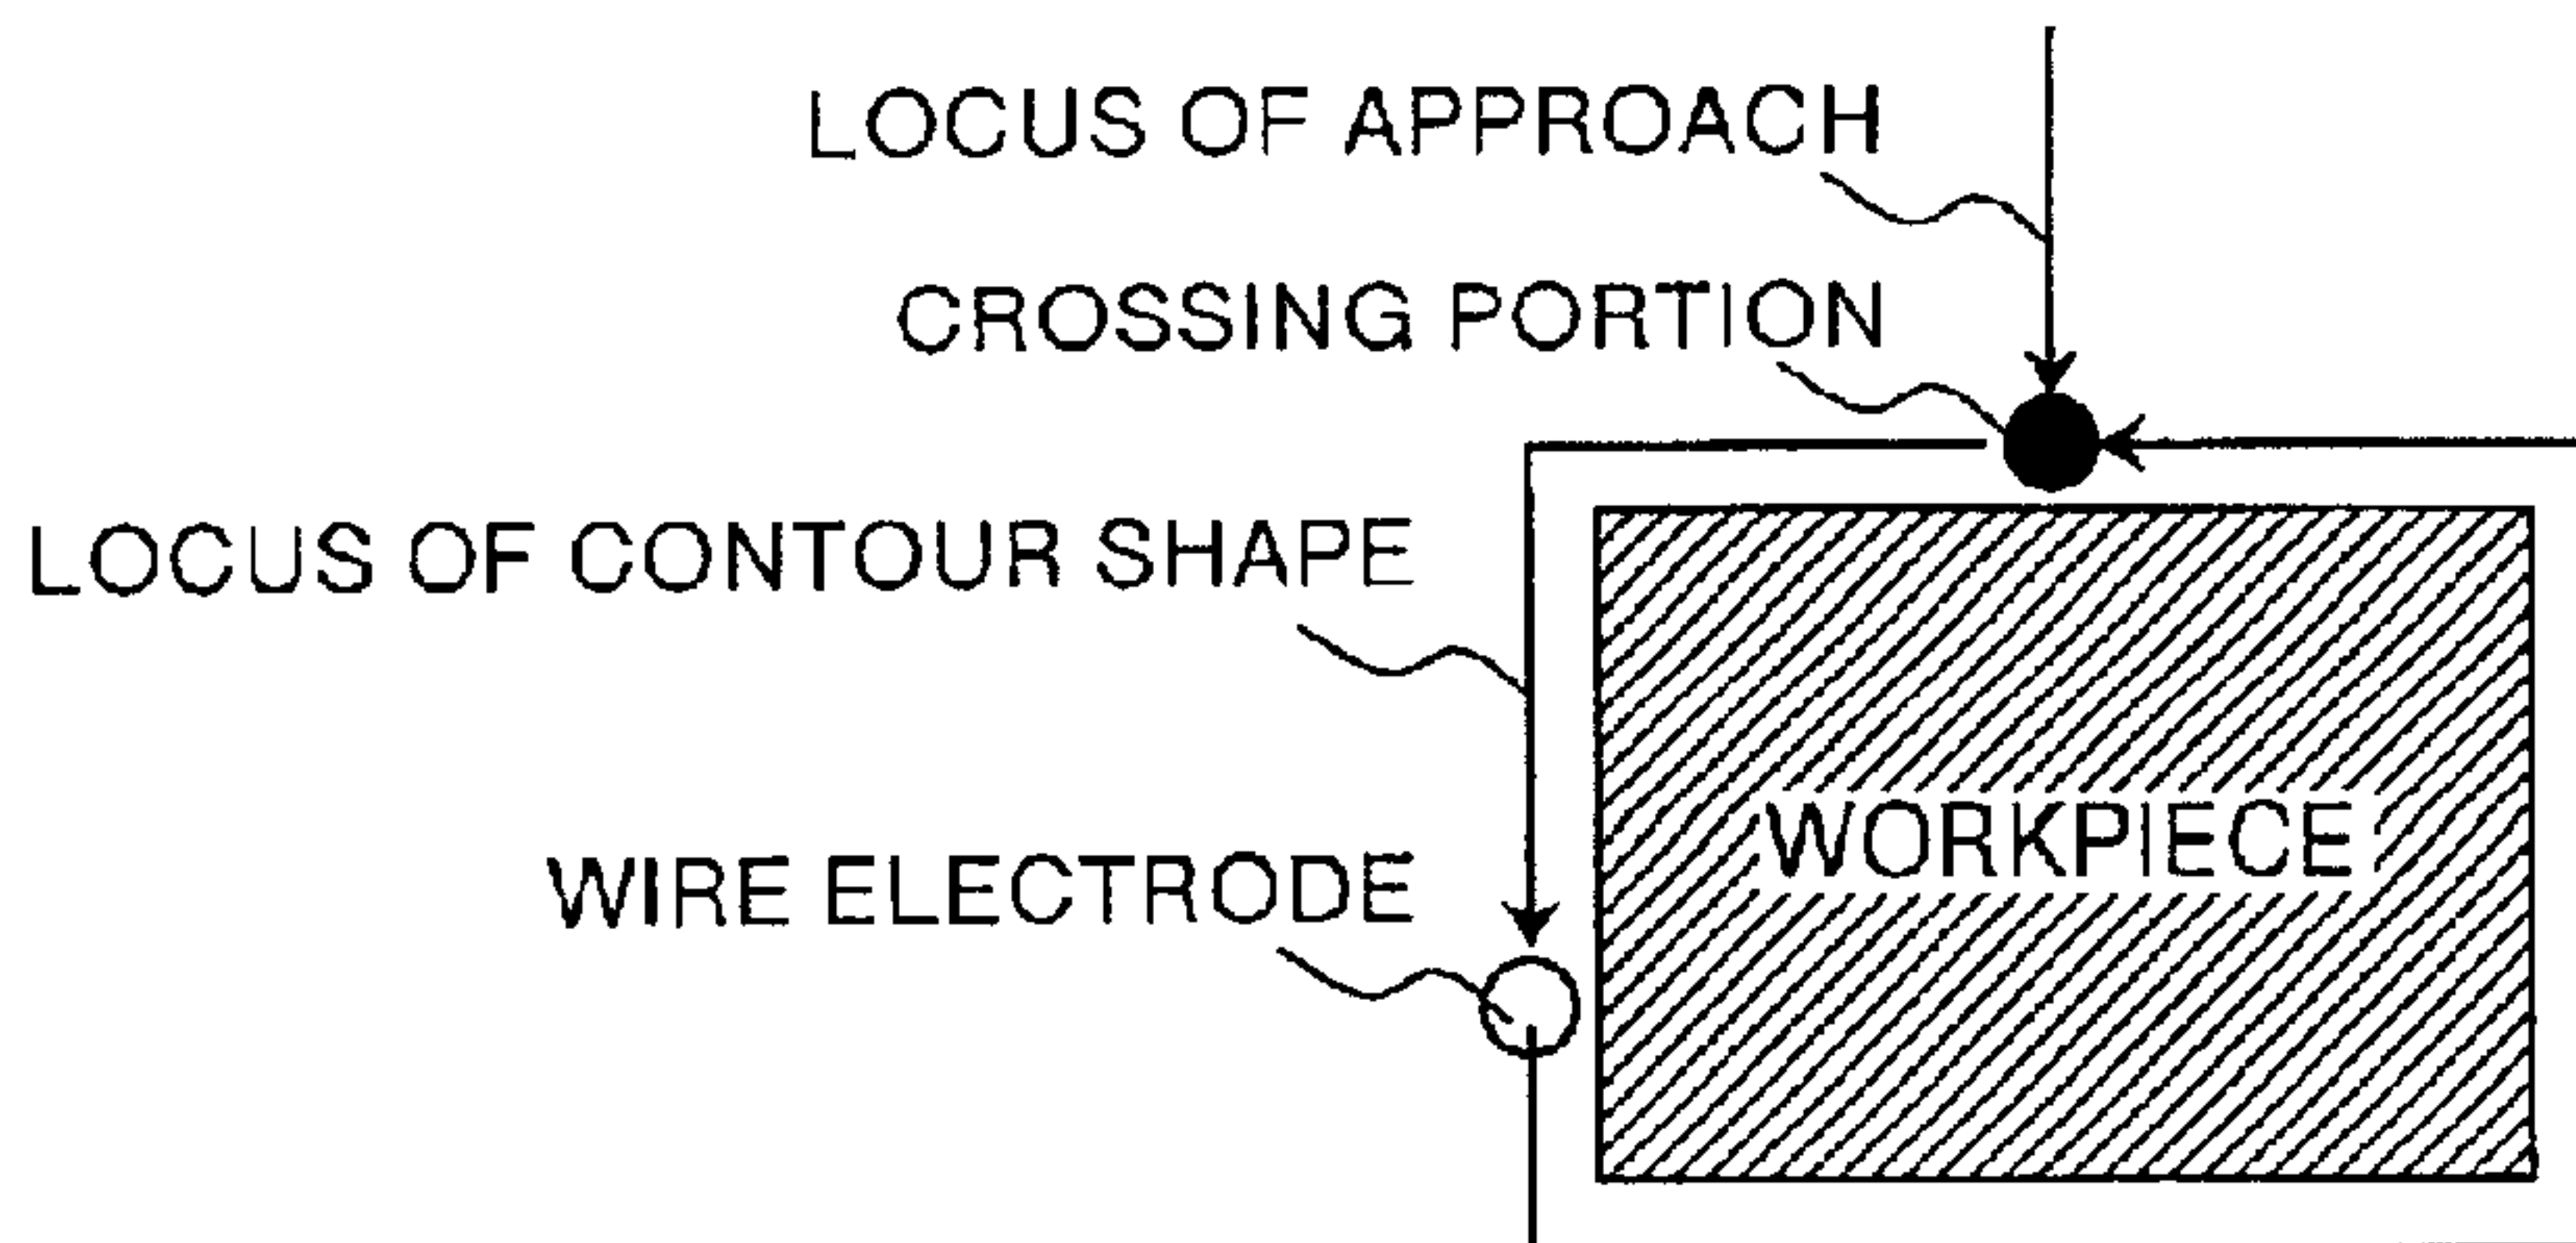 LOCUS OF APPROACH
CROSSING PORTION
LOCUS OF CONTOUR SHAPE
WORKPIECE
WIRE ELECTRODE